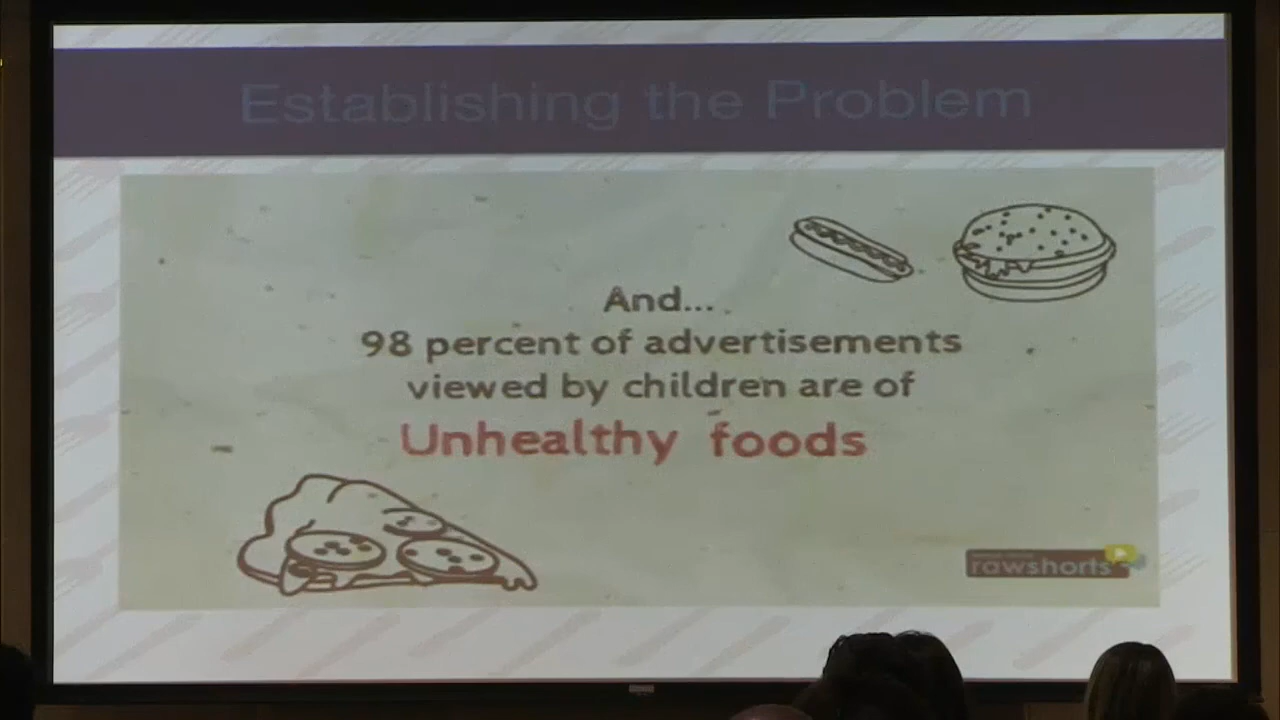 Establishing the Problem
And...
98 percent of advertisements
viewed by children are of
Unhealthy foods
rawshorts